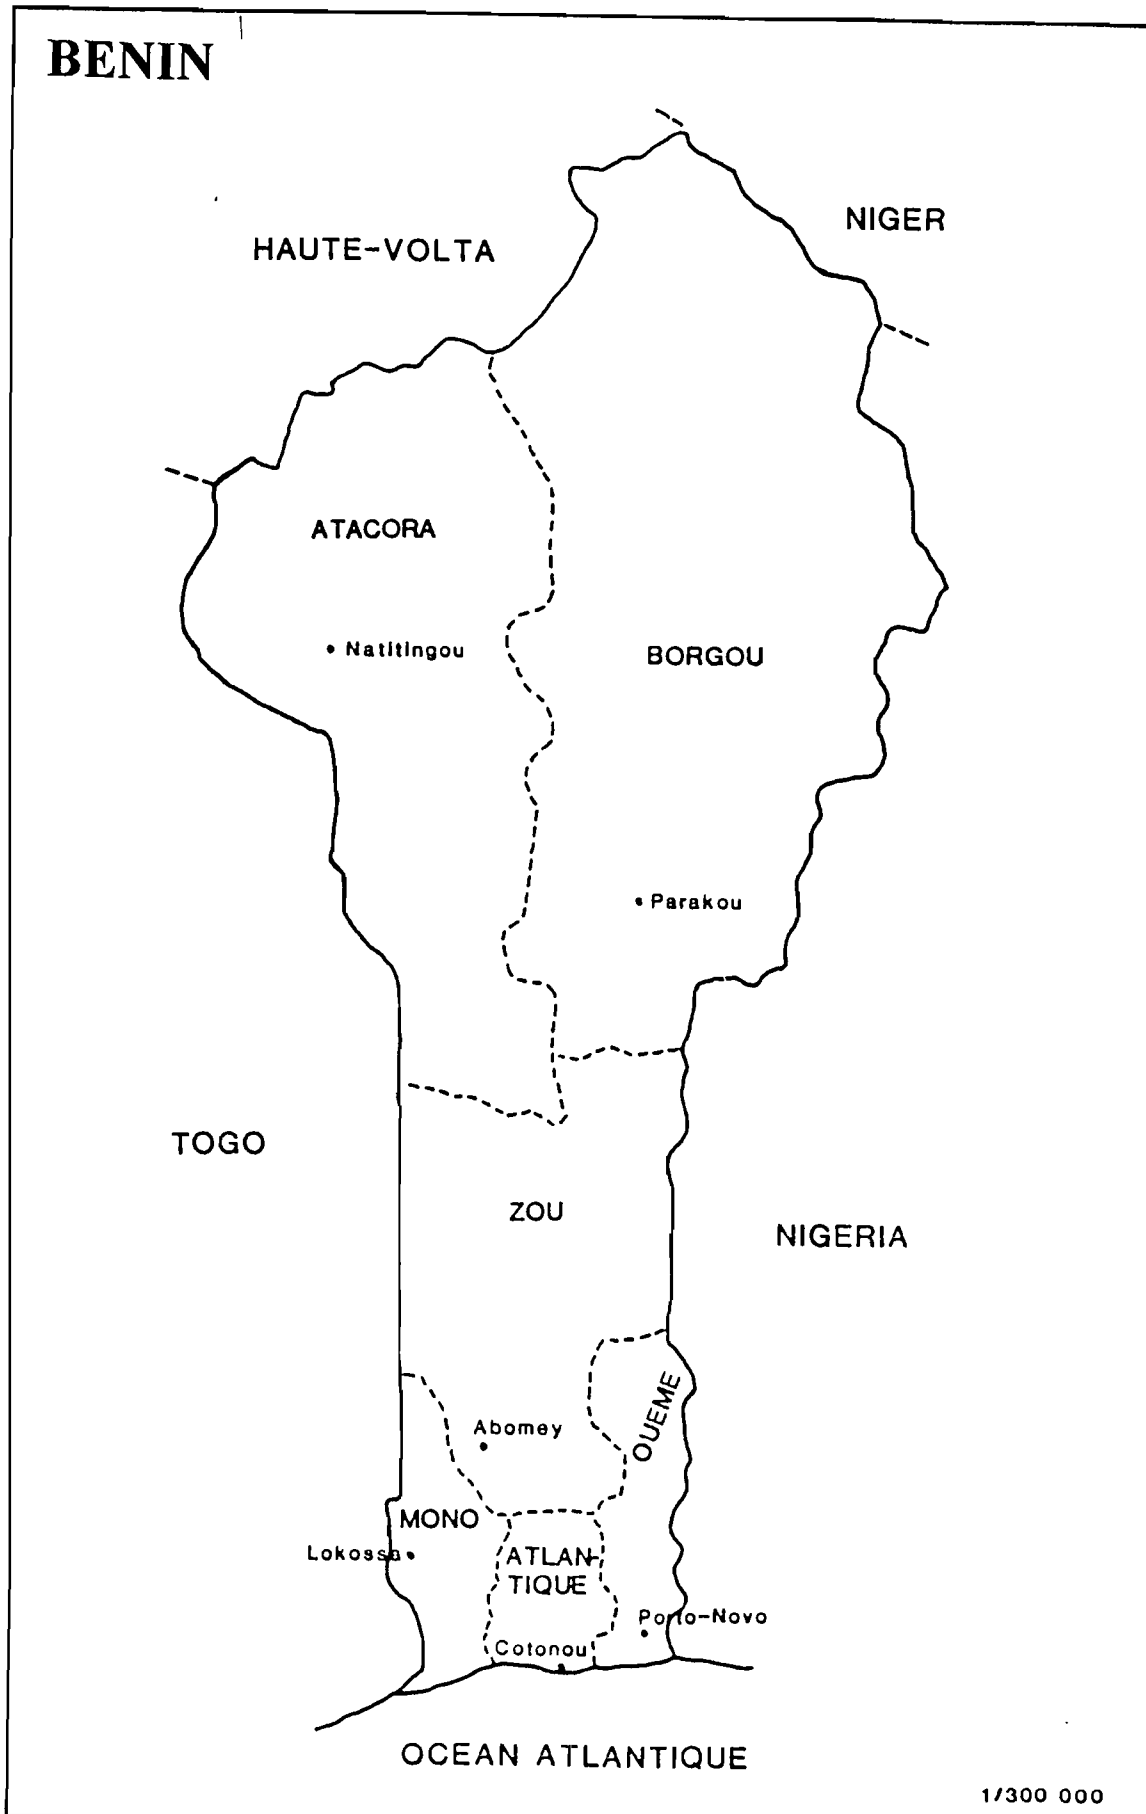 BENIN
NIGER
HAUTE-VOLTA
ATACORA
Natitingou
BORGOU
Parakou
TOGO
ZOU
NIGERIA
OUEME
Abomey
MONO
Lokossa
ATLAN-
TIQUE
Porto-Novo
Cotonou
OCEAN ATLANTIQUE
1/300 000